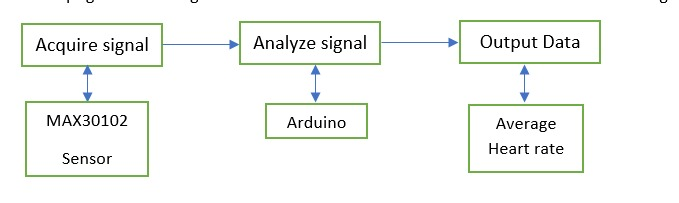 Acquire signal
Analyze signal
Output Data
MAX30102
Sensor
Arduino
Average
Heart rate